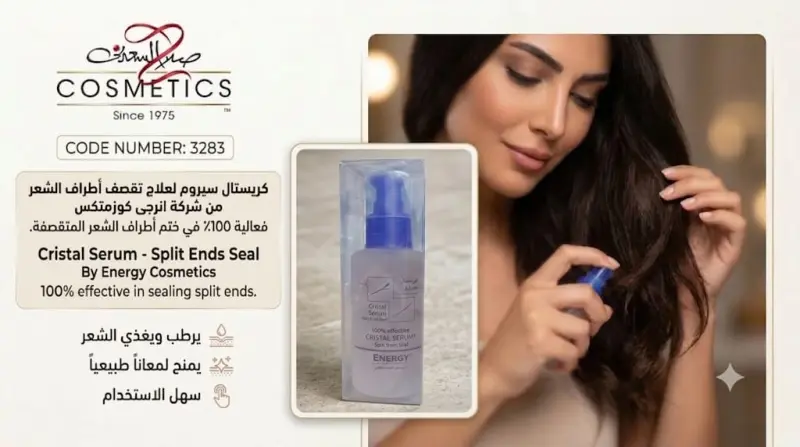 COSMETICS
Since 1975
TM
CODE NUMBER: 3283
كريستال سيروم لعلاج تقصف أطراف الشعر
من شركة انرجى كوزمتكس
فعالية 100٪ في ختم أطراف الشعر المتقصفة.
Cristal Serum - Split Ends Seal
By Energy Cosmetics
100% effective in sealing split ends.
يرطب ويغذي الشعر
يمنح لمعاناً طبيعياً
سهل الاستخدام
Cristal
Serum
100% effective
CRISTAL SERUM
Split Ends Seal
ENERGY